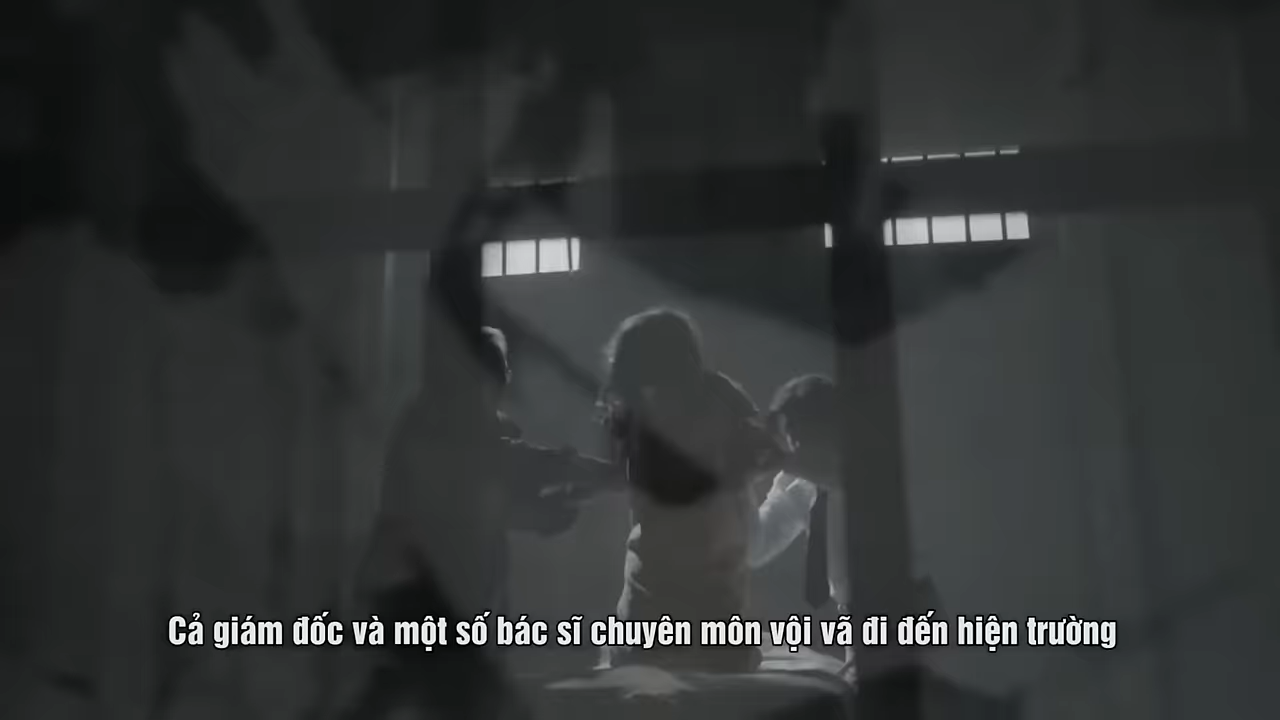 Cả giám đốc và một số bác sĩ chuyên môn vội vã đi đến hiện trường